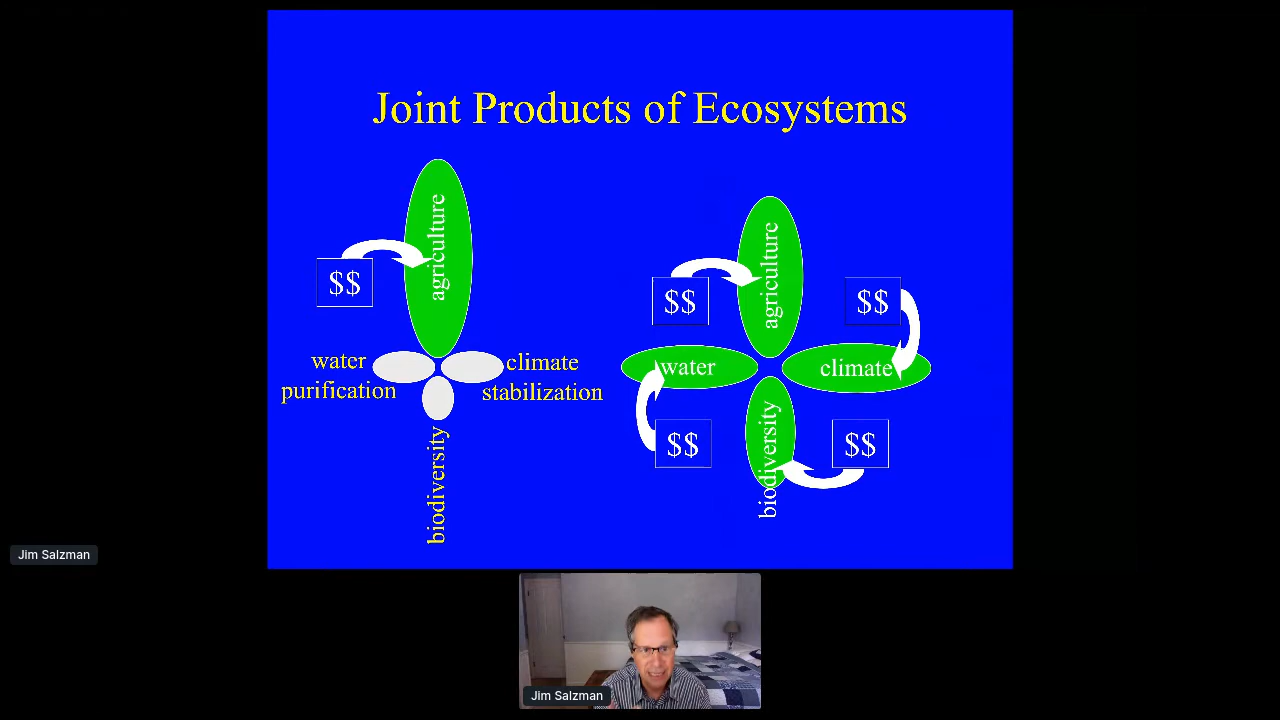 Joint Products of Ecosystems
agriculture
$$
water
purification
climate
stabilization
biodiversity
agriculture
$$
$$
water
climate
$$
$$
biodiversity
Jim Salzman
Jim Salzman